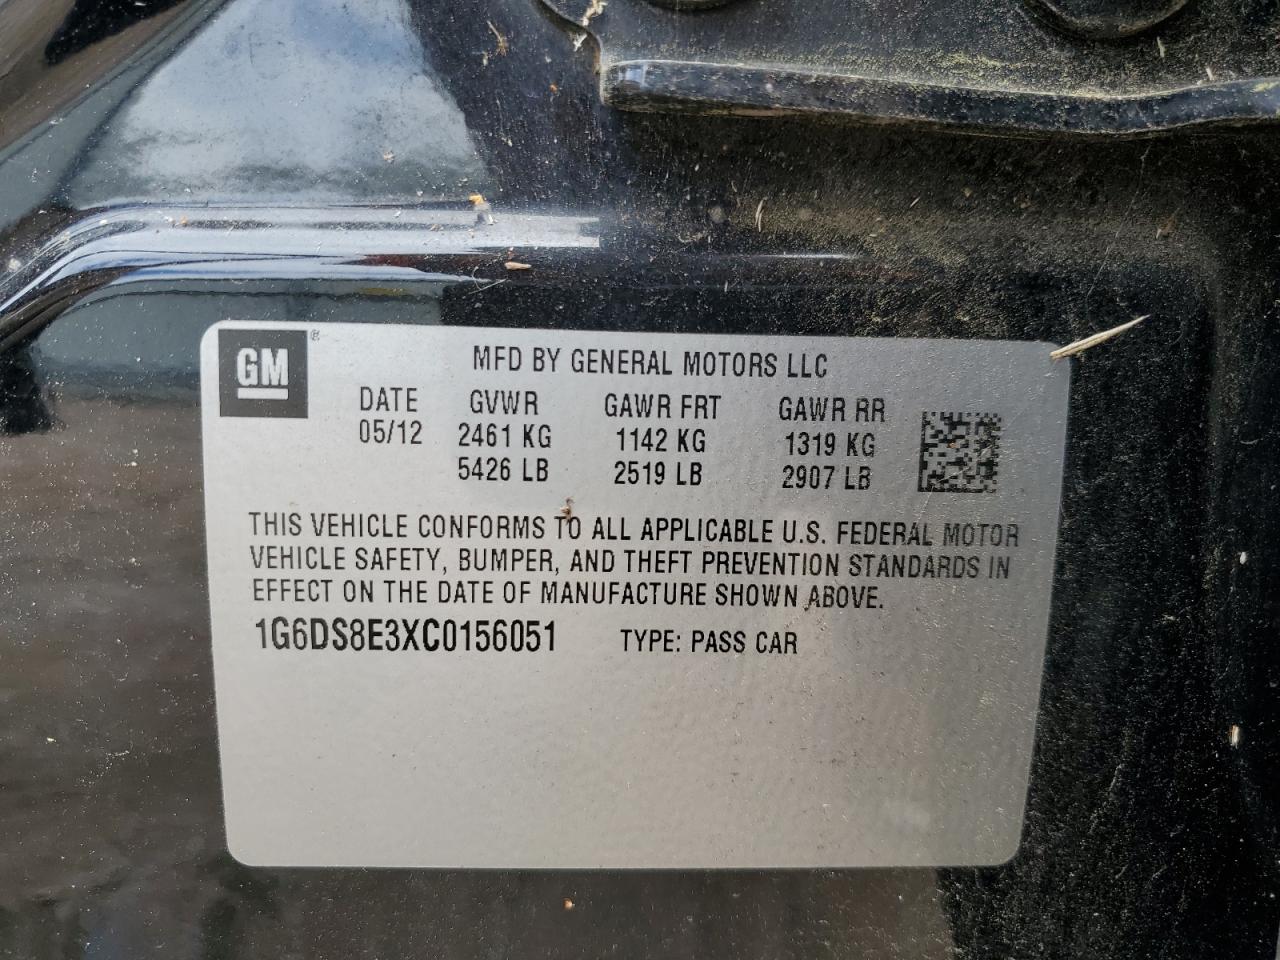 GM ®
MFD BY GENERAL MOTORS LLC
DATE GVWR GAWR FRT GAWR RR
05/12 2461 KG 1142 KG 1319 KG
5426 LB 2519 LB 2907 LB
THIS VEHICLE CONFORMS TO ALL APPLICABLE U.S. FEDERAL MOTOR
VEHICLE SAFETY, BUMPER, AND THEFT PREVENTION STANDARDS IN
EFFECT ON THE DATE OF MANUFACTURE SHOWN ABOVE.
1G6DS8E3XC0156051 TYPE: PASS CAR